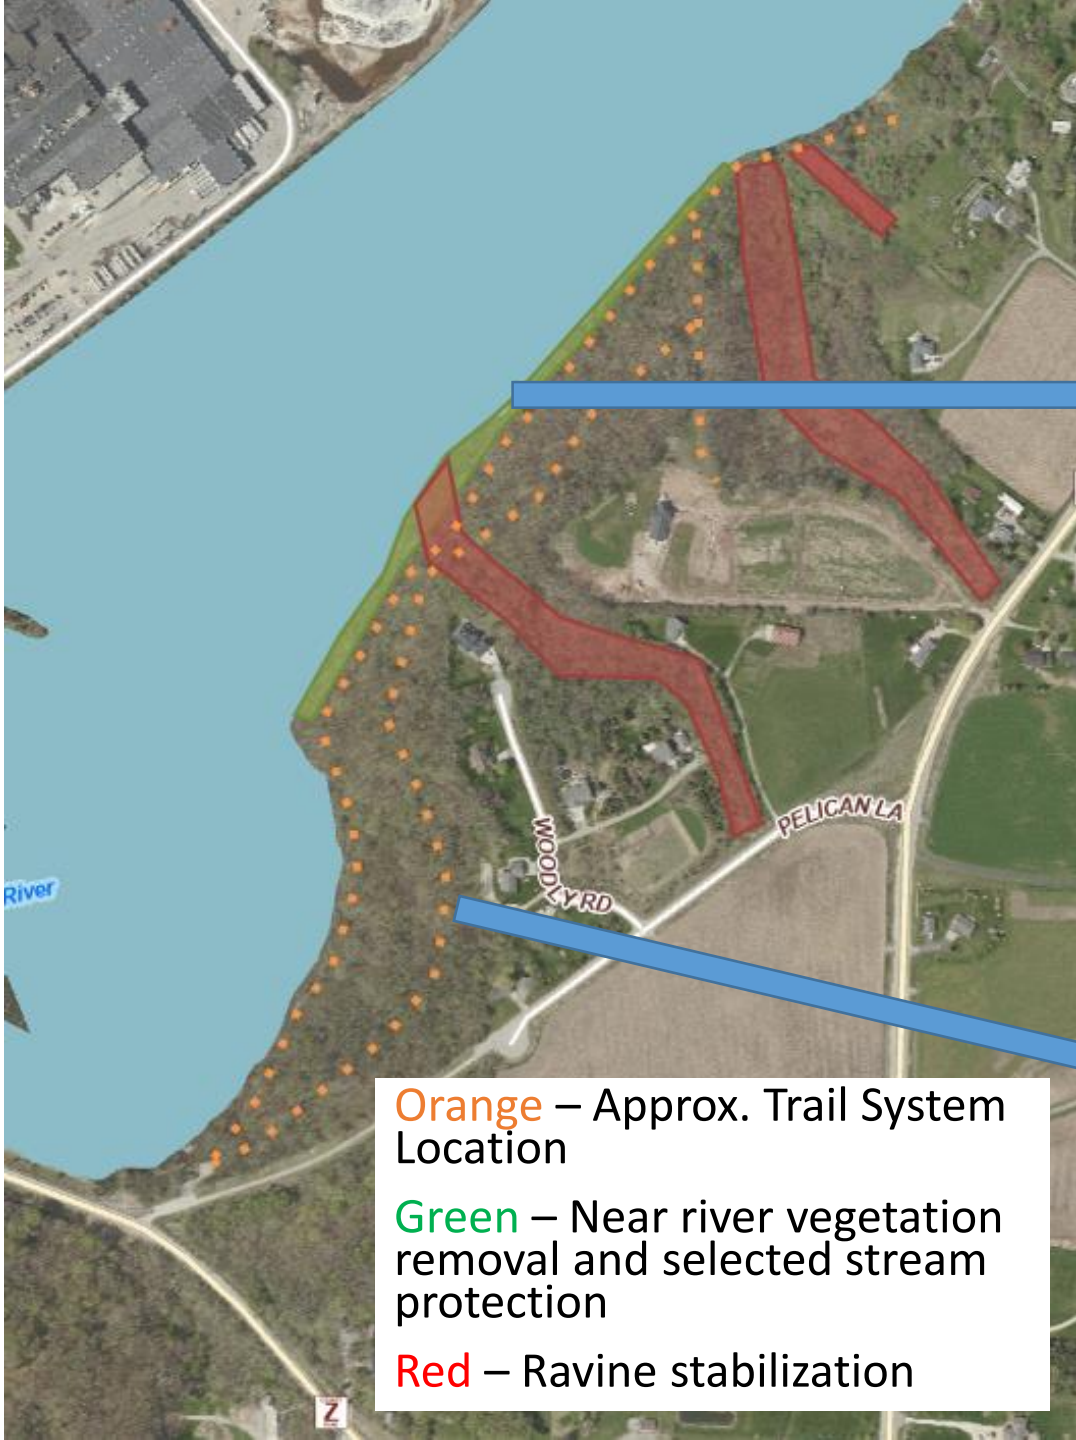 PELICAN LA
WOODLY RD
River
Orange – Approx. Trail System
Location
Green – Near river vegetation
removal and selected stream
protection
Red – Ravine stabilization
Z